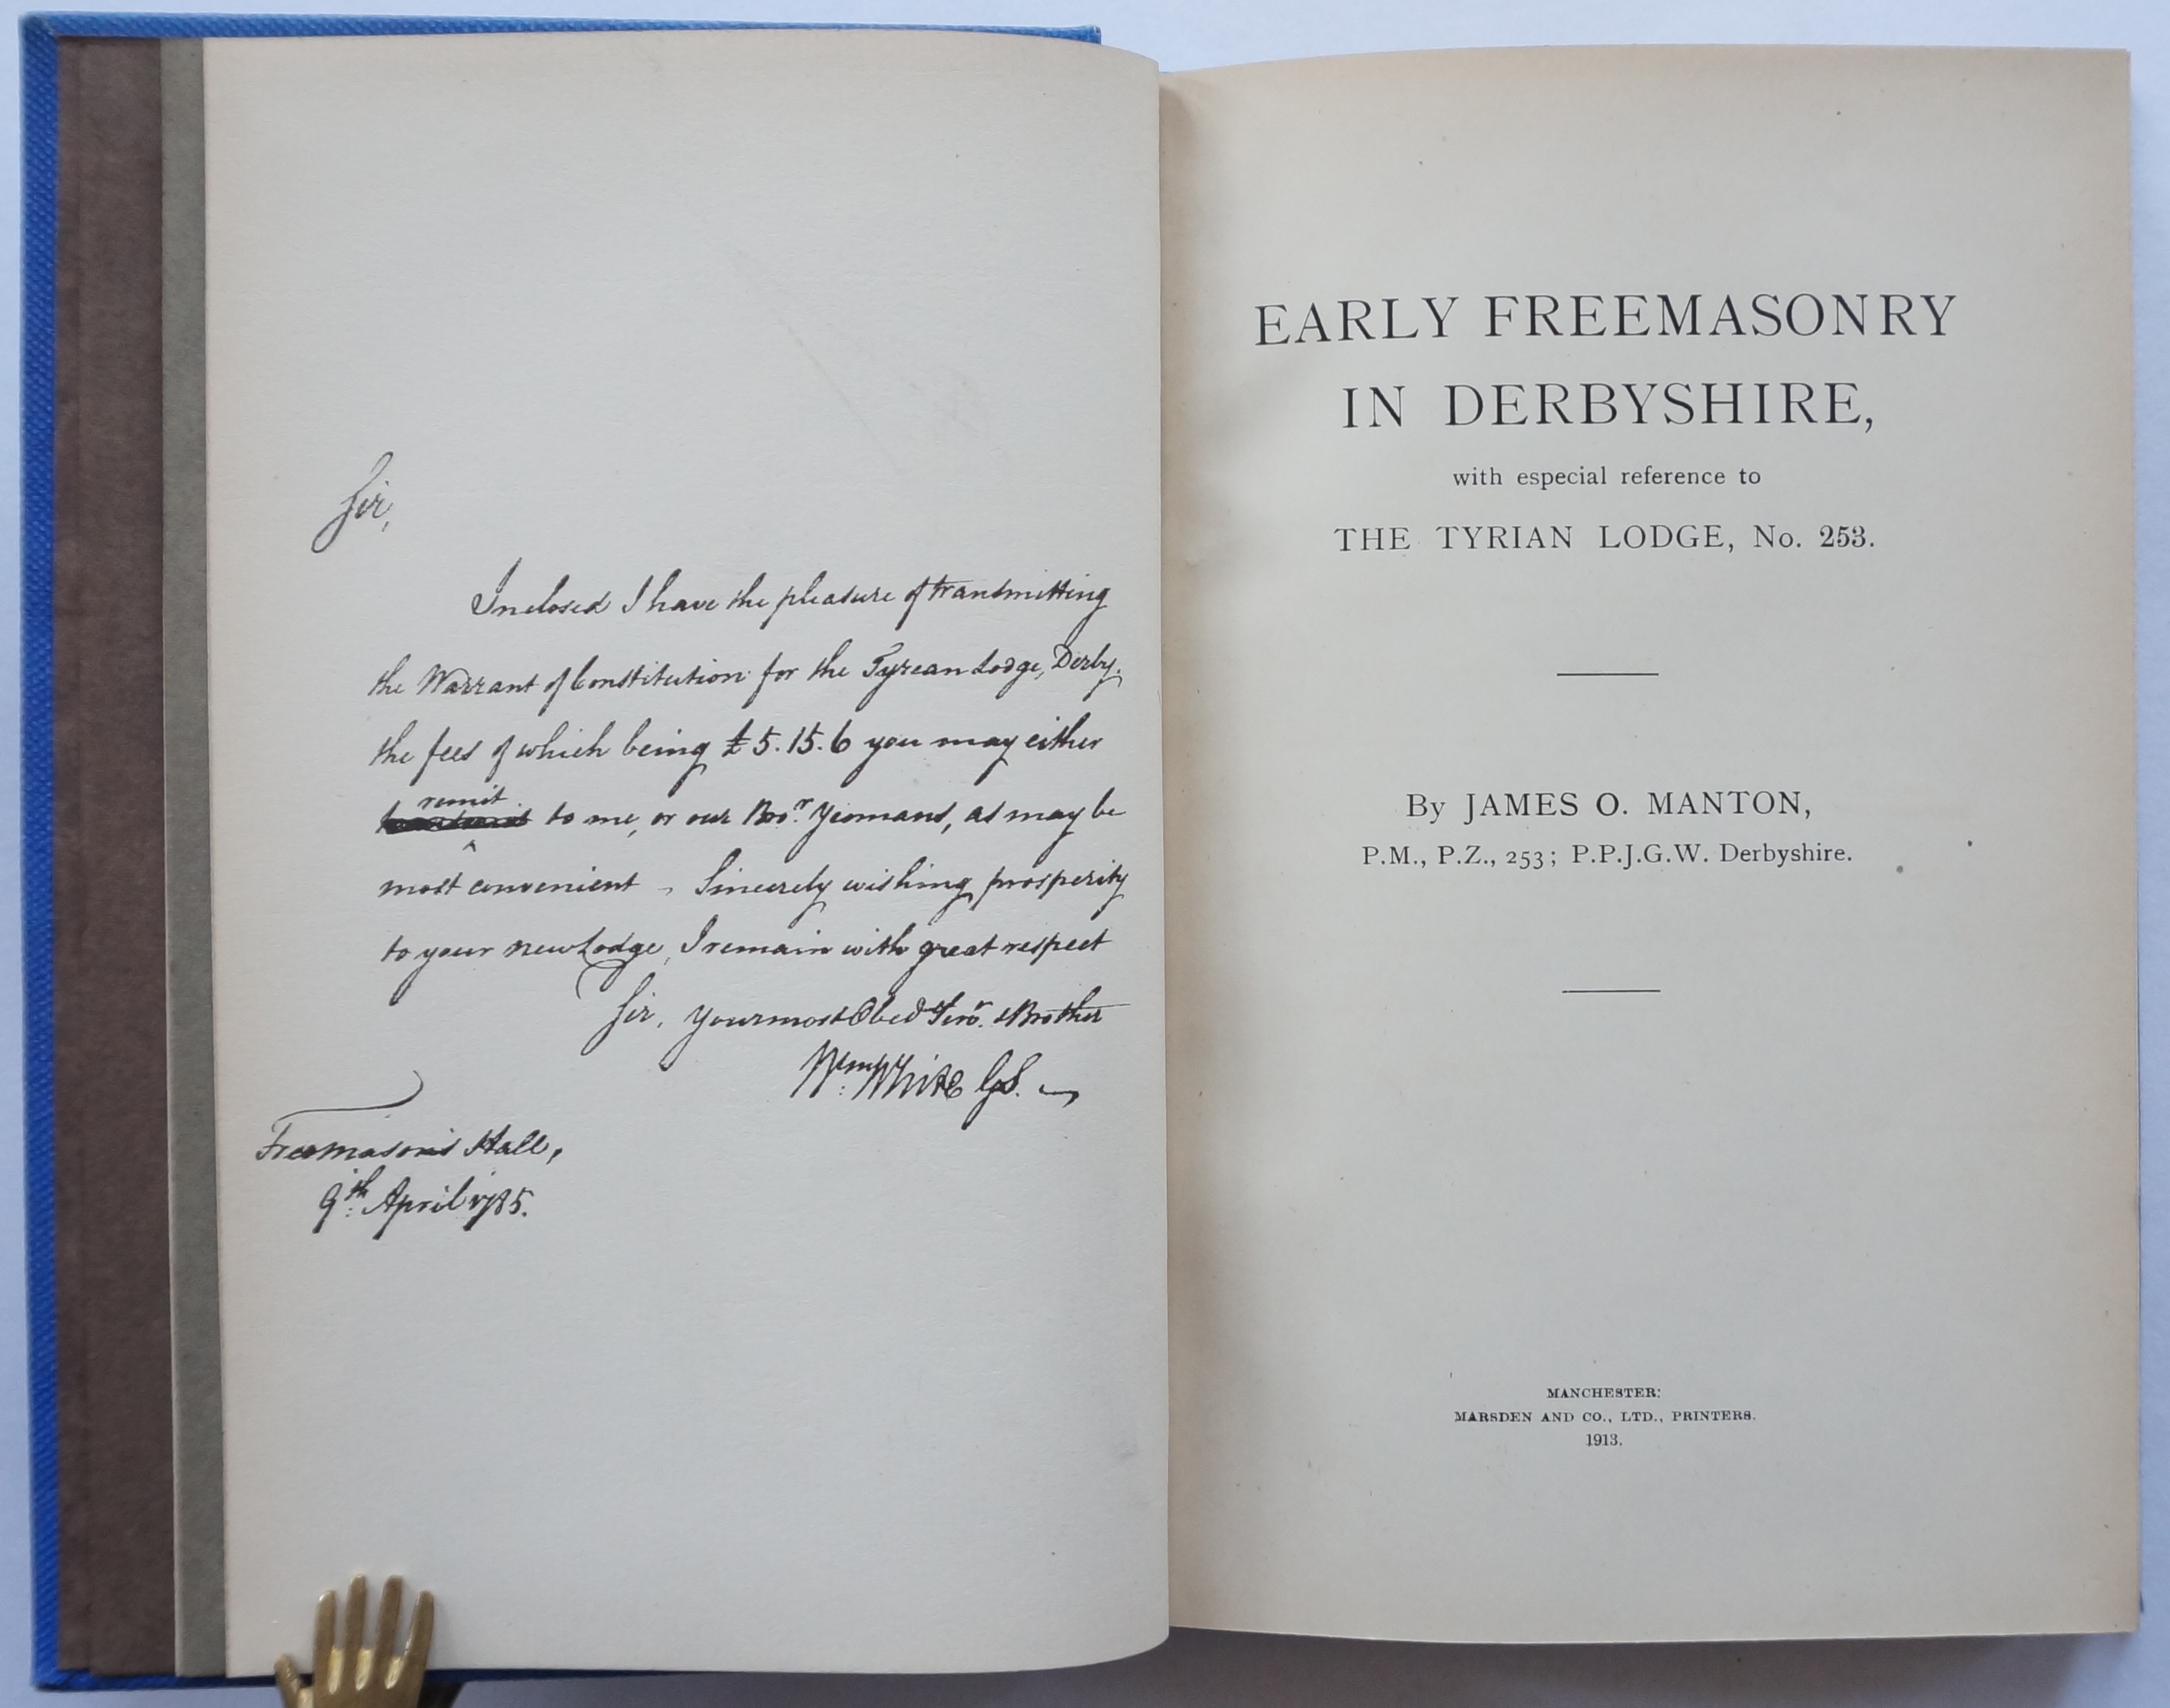 Sir,
Inclosed I have the pleasure of transmitting
the Warrant of Constitution for the Tyrean Lodge, Derby,
the fees of which being £5.15.6 you may either
remit
to me, or our Bror. Yeomans, as may be
most convenient, Sincerely wishing prosperity
to your new Lodge, I remain with great respect
Sir, your most Obed Servr. & Brother
Wm. White GS.
Freemason's Hall,
9th. April 1785.
EARLY FREEMASONRY
IN DERBYSHIRE,
with especial reference to
THE TYRIAN LODGE, No. 253.
By JAMES O. MANTON,
P.M., P.Z., 253; P.P.J.G.W. Derbyshire.
MANCHESTER:
MARSDEN AND CO., LTD., PRINTERS.
1913.